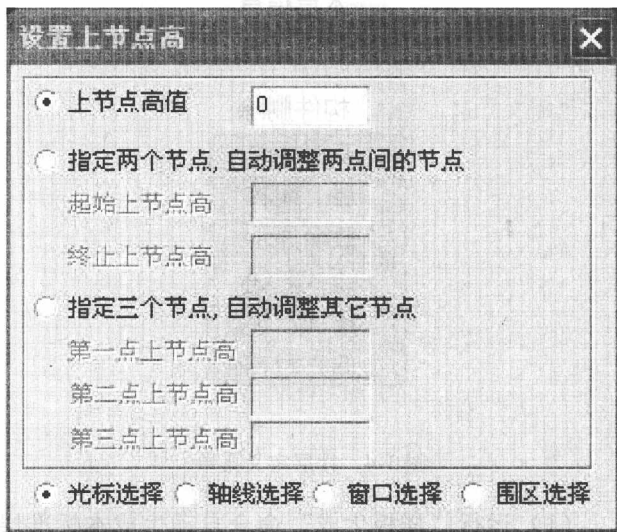 设置上节点高
上节点高值 0
指定两个节点, 自动调整两点间的节点
起始上节点高
终止上节点高
指定三个节点, 自动调整其它节点
第一点上节点高
第二点上节点高
第三点上节点高
光标选择 轴线选择 窗口选择 围区选择